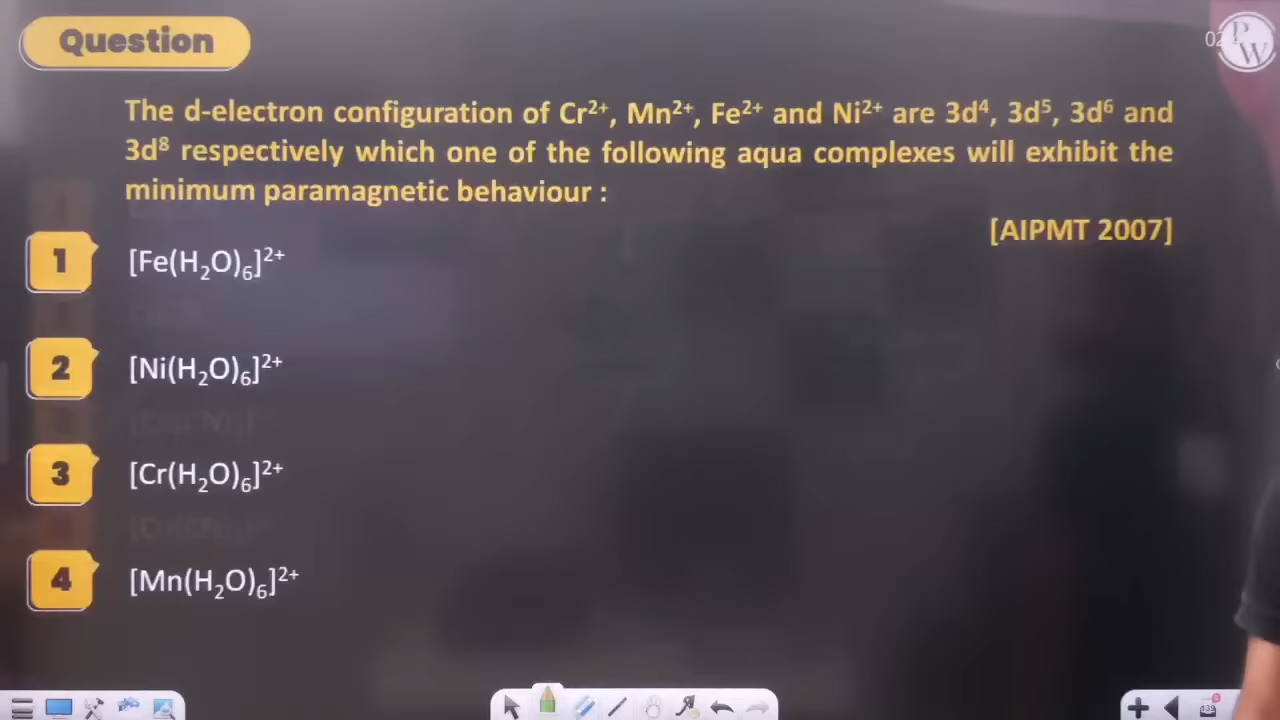 Question
The d-electron configuration of Cr²⁺, Mn²⁺, Fe²⁺ and Ni²⁺ are 3d⁴, 3d⁵, 3d⁶ and
3d⁸ respectively which one of the following aqua complexes will exhibit the
minimum paramagnetic behaviour :
[AIPMT 2007]
1 [Fe(H₂O)₆]²⁺
2 [Ni(H₂O)₆]²⁺
3 [Cr(H₂O)₆]²⁺
4 [Mn(H₂O)₆]²⁺
PW